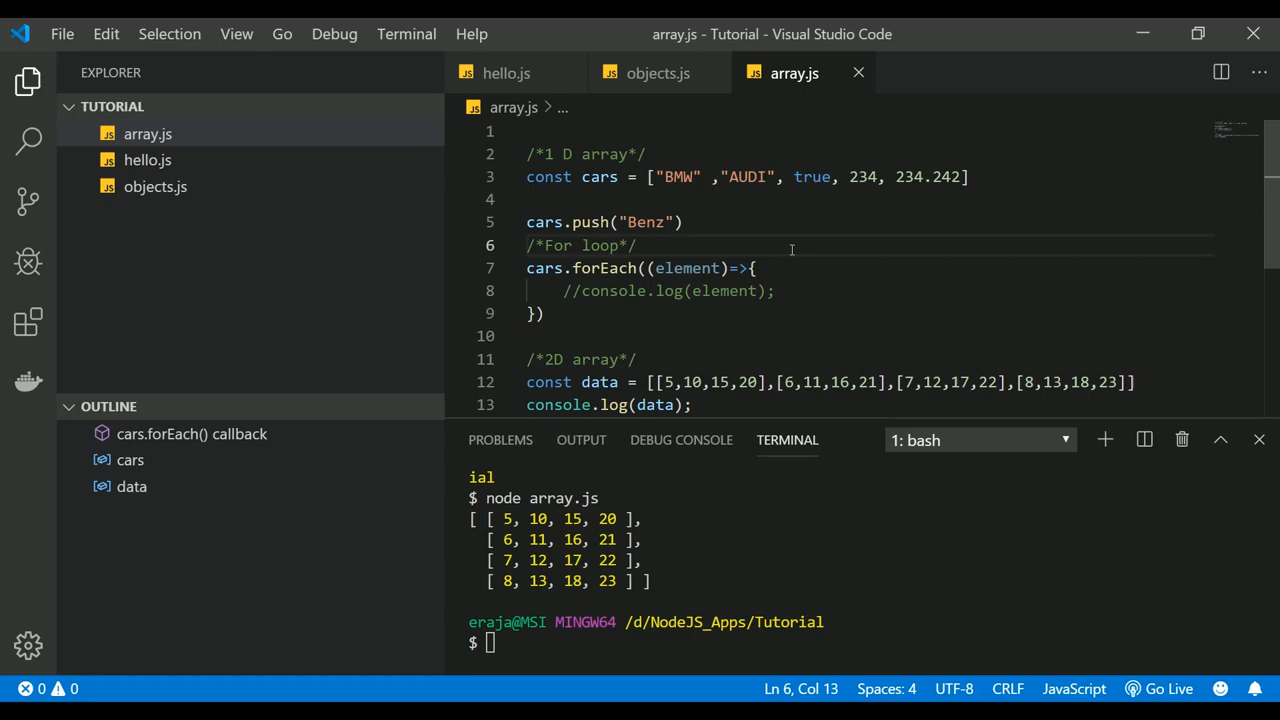 File Edit Selection View Go Debug Terminal Help array.js - Tutorial - Visual Studio Code
EXPLORER
TUTORIAL
JS array.js
JS hello.js
JS objects.js
OUTLINE
cars.forEach() callback
cars
data
JS hello.js JS objects.js JS array.js
JS array.js > ...
1
2 /*1 D array*/
3 const cars = ["BMW" ,"AUDI", true, 234, 234.242]
4
5 cars.push("Benz")
6 /*For loop*/
7 cars.forEach((element)=>{
8 //console.log(element);
9 })
10
11 /*2D array*/
12 const data = [[5,10,15,20],[6,11,16,21],[7,12,17,22],[8,13,18,23]]
13 console.log(data);
PROBLEMS OUTPUT DEBUG CONSOLE TERMINAL 1: bash
ial
$ node array.js
[ [ 5, 10, 15, 20 ],
[ 6, 11, 16, 21 ],
[ 7, 12, 17, 22 ],
[ 8, 13, 18, 23 ] ]
eraja@MSI MINGW64 /d/NodeJS_Apps/Tutorial
$
0 0 Ln 6, Col 13 Spaces: 4 UTF-8 CRLF JavaScript Go Live